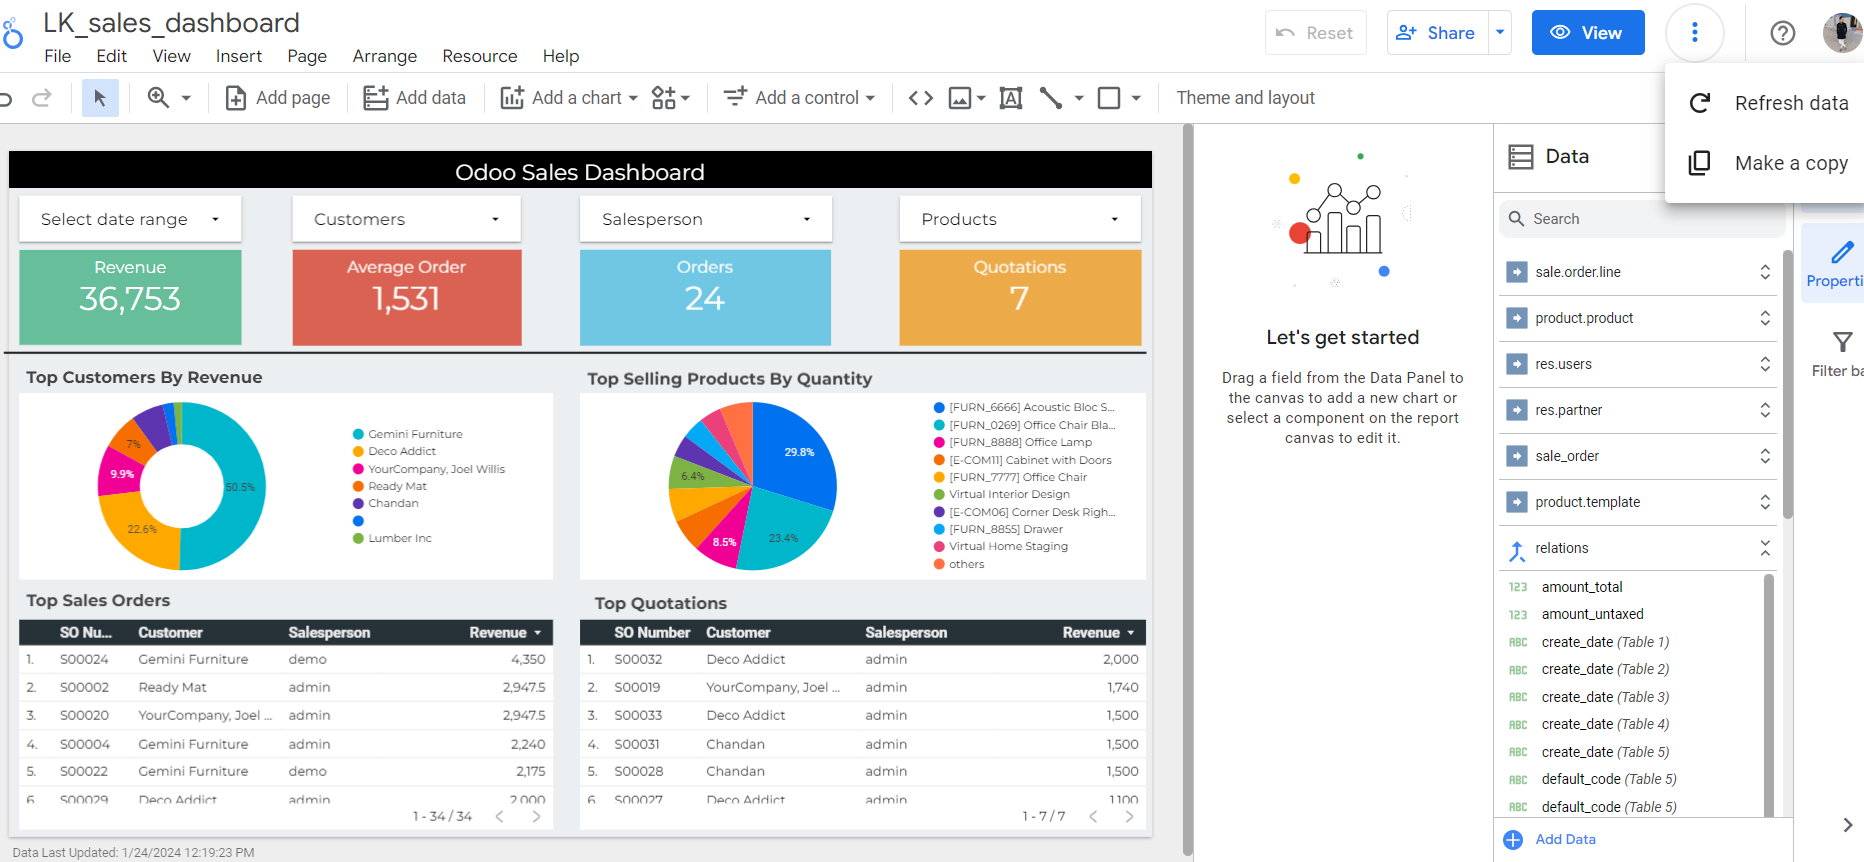 LK_sales_dashboard
File Edit View Insert Page Arrange Resource Help
Reset
Share
View
Refresh data
Make a copy
Add page
Add data
Add a chart
Add a control
Theme and layout
Odoo Sales Dashboard
Select date range
Customers
Salesperson
Products
Revenue
36,753
Average Order
1,531
Orders
24
Quotations
7
Top Customers By Revenue
50.5%
22.6%
9.9%
7%
Gemini Furniture
Deco Addict
YourCompany, Joel Willis
Ready Mat
Chandan
Lumber Inc
Top Selling Products By Quantity
29.8%
23.4%
8.5%
6.4%
[FURN_6666] Acoustic Bloc S...
[FURN_0269] Office Chair Bla...
[FURN_8888] Office Lamp
[E-COM11] Cabinet with Doors
[FURN_7777] Office Chair
Virtual Interior Design
[E-COM06] Corner Desk Righ...
[FURN_8855] Drawer
Virtual Home Staging
others
Top Sales Orders
SO Nu... Customer Salesperson Revenue
1. S00024 Gemini Furniture demo 4,350
2. S00002 Ready Mat admin 2,947.5
3. S00020 YourCompany, Joel ... admin 2,947.5
4. S00004 Gemini Furniture admin 2,240
5. S00022 Gemini Furniture demo 2,175
6. S00029 Deco Addict admin 2,000
1 - 34 / 34
Top Quotations
SO Number Customer Salesperson Revenue
1. S00032 Deco Addict admin 2,000
2. S00019 YourCompany, Joel ... admin 1,740
3. S00033 Deco Addict admin 1,500
4. S00031 Chandan admin 1,500
5. S00028 Chandan admin 1,500
6. S00027 Deco Addict admin 1,100
1 - 7 / 7
Data Last Updated: 1/24/2024 12:19:23 PM
Let's get started
Drag a field from the Data Panel to
the canvas to add a new chart or
select a component on the report
canvas to edit it.
Data
Search
sale.order.line
product.product
res.users
res.partner
sale_order
product.template
relations
123 amount_total
123 amount_untaxed
ABC create_date (Table 1)
ABC create_date (Table 2)
ABC create_date (Table 3)
ABC create_date (Table 4)
ABC create_date (Table 5)
ABC default_code (Table 5)
ABC default_code (Table 5)
Add Data
Properti
Filter ba